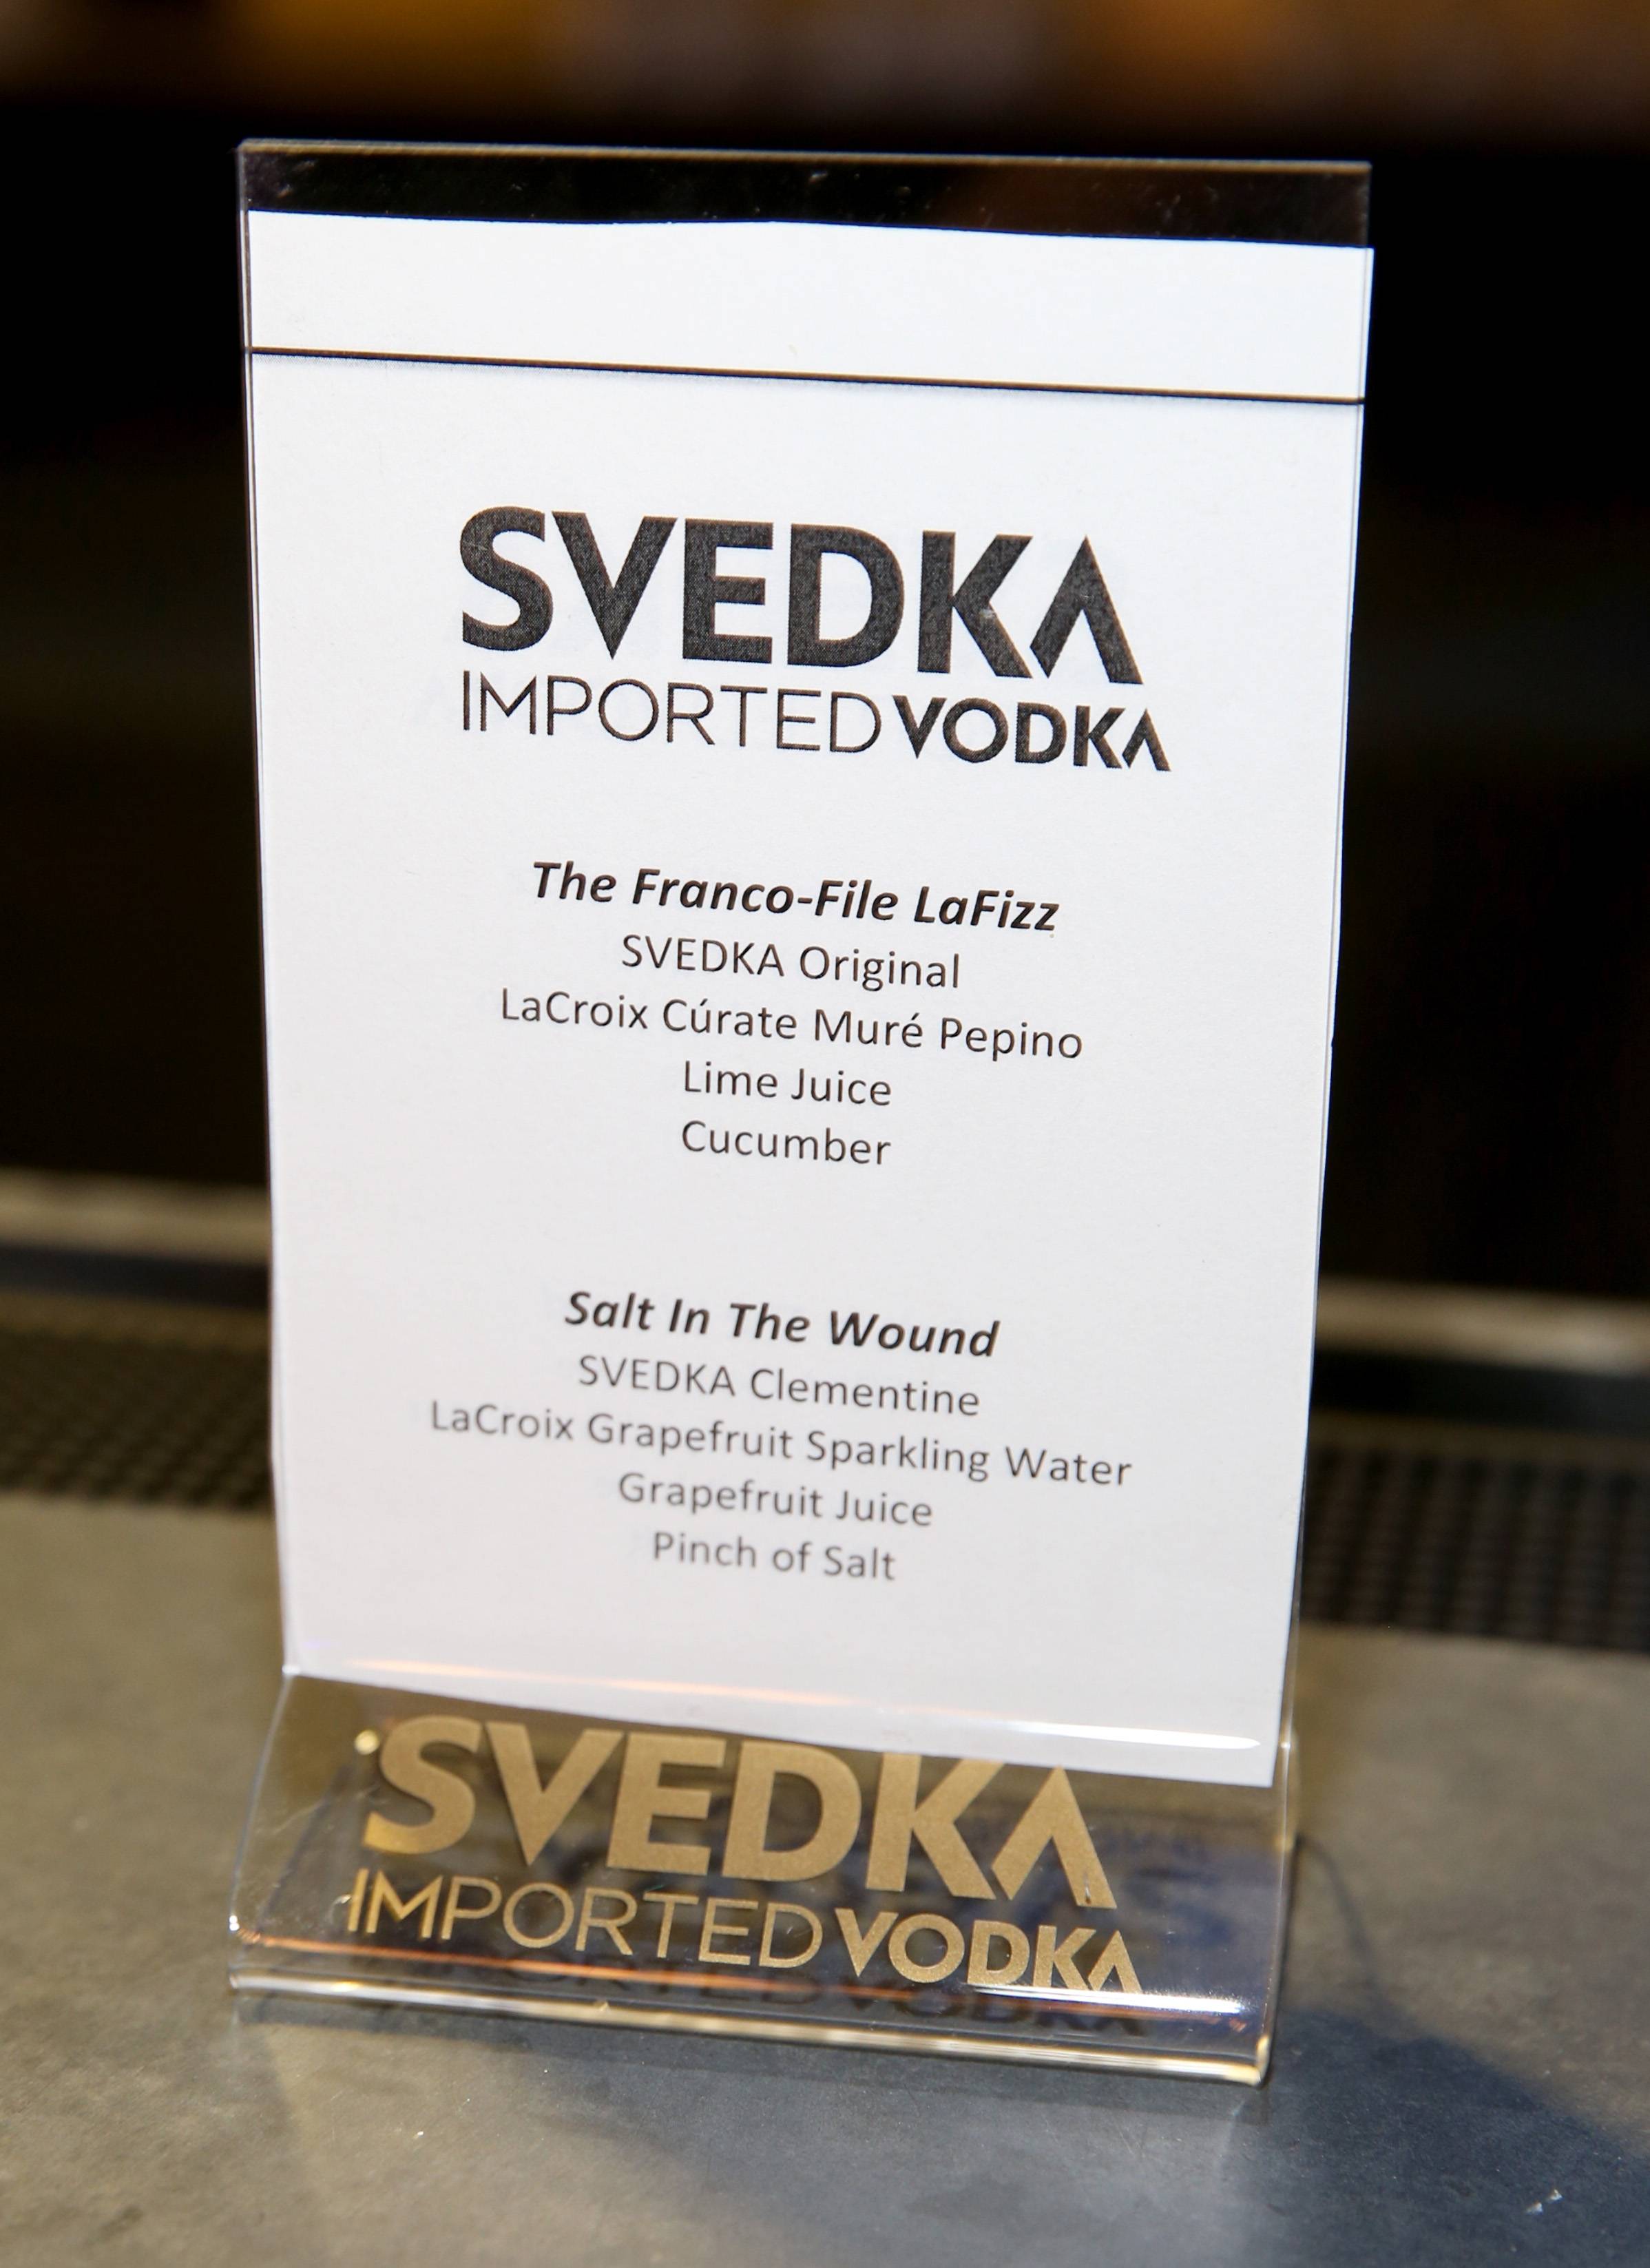 SVEDKA
IMPORTED VODKA
The Franco-File LaFizz
SVEDKA Original
LaCroix Cúrate Muré Pepino
Lime Juice
Cucumber
Salt In The Wound
SVEDKA Clementine
LaCroix Grapefruit Sparkling Water
Grapefruit Juice
Pinch of Salt
SVEDKA
IMPORTED VODKA